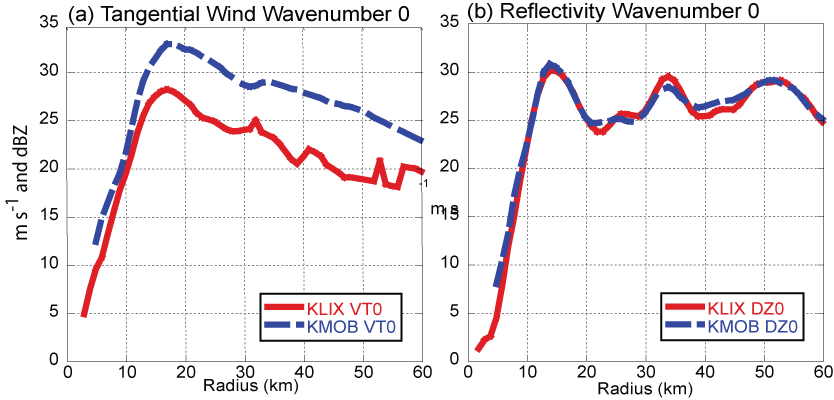 (a) Tangential Wind Wavenumber 0
(b) Reflectivity Wavenumber 0
m s-1 and dBZ
35
30
25
20
15
10
5
0
0 10 20 30 40 50 60
Radius (km)
KLIX VT0
KMOB VT0
-1
m s
35
30
25
20
15
10
5
0
0 10 20 30 40 50 60
Radius (km)
KLIX DZ0
KMOB DZ0